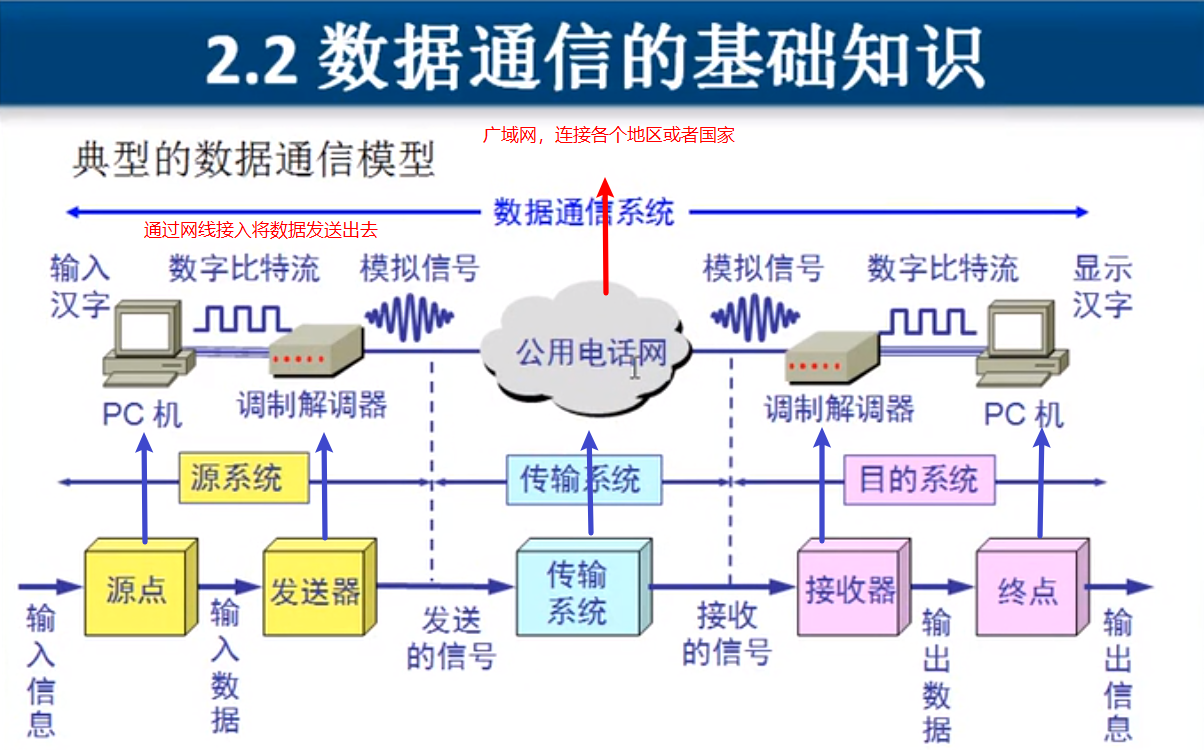 2.2 数据通信的基础知识
广域网，连接各个地区或者国家
典型的数据通信模型
数据通信系统
通过网线接入将数据发送出去
输入
汉字
数字比特流
模拟信号
模拟信号
数字比特流
显示
汉字
公用电话网
PC 机
调制解调器
调制解调器
PC 机
源系统
传输系统
目的系统
源点
发送器
传输
系统
接收器
终点
输入信息
输入数据
发送
的信号
接收
的信号
输出数据
输出信息